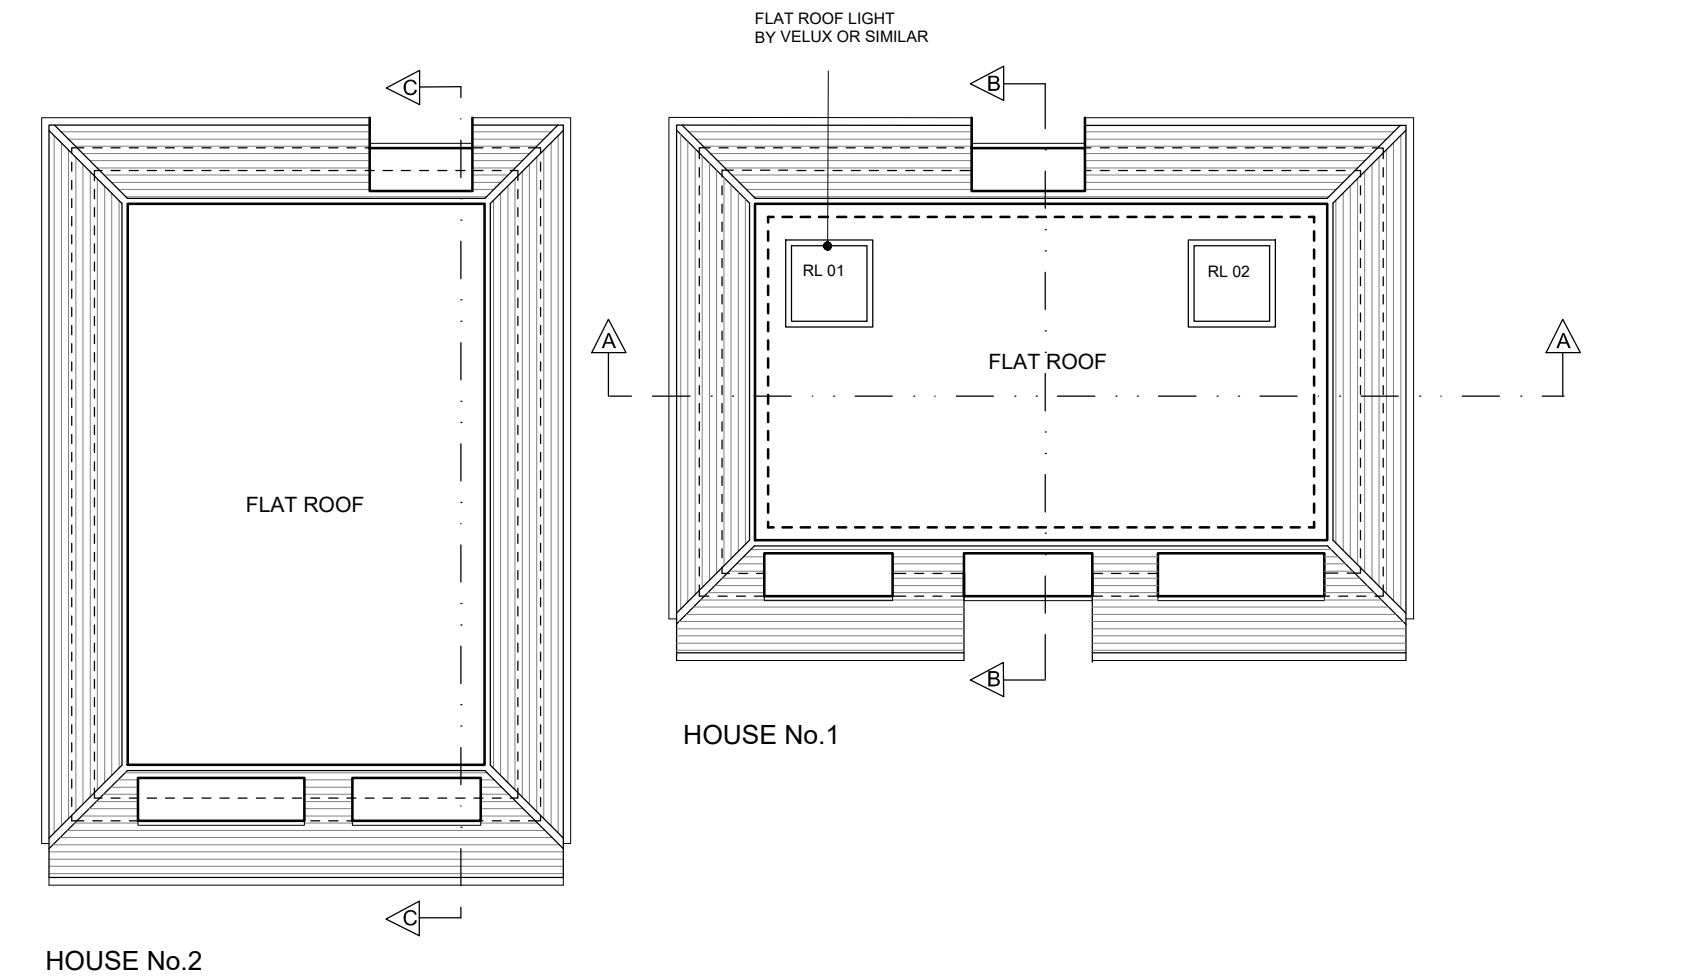 FLAT ROOF LIGHT
BY VELUX OR SIMILAR
C
B
RL 01
RL 02
A
A
FLAT ROOF
FLAT ROOF
B
HOUSE No.1
C
HOUSE No.2